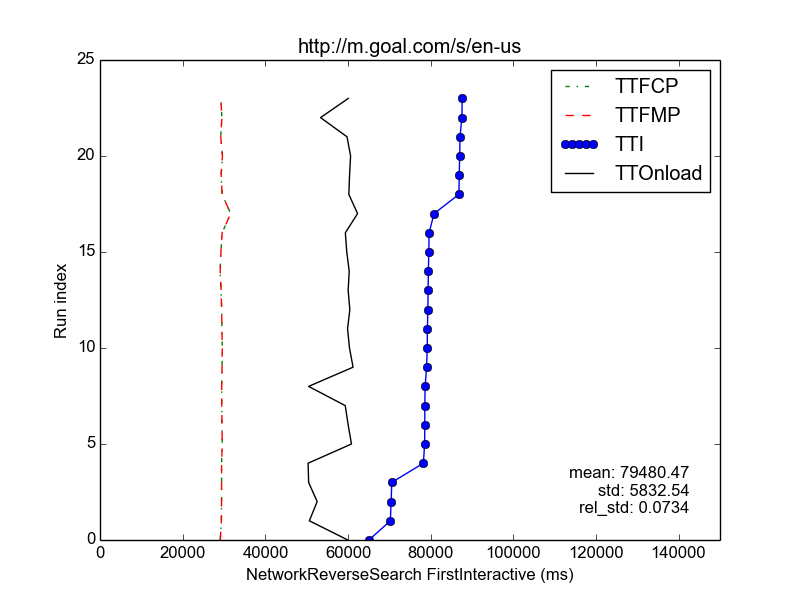 http://m.goal.com/s/en-us
25
20
15
10
5
0
Run index
TTFCP
TTFMP
TTI
TTOnload
mean: 79480.47
std: 5832.54
rel_std: 0.0734
0 20000 40000 60000 80000 100000 120000 140000
NetworkReverseSearch FirstInteractive (ms)